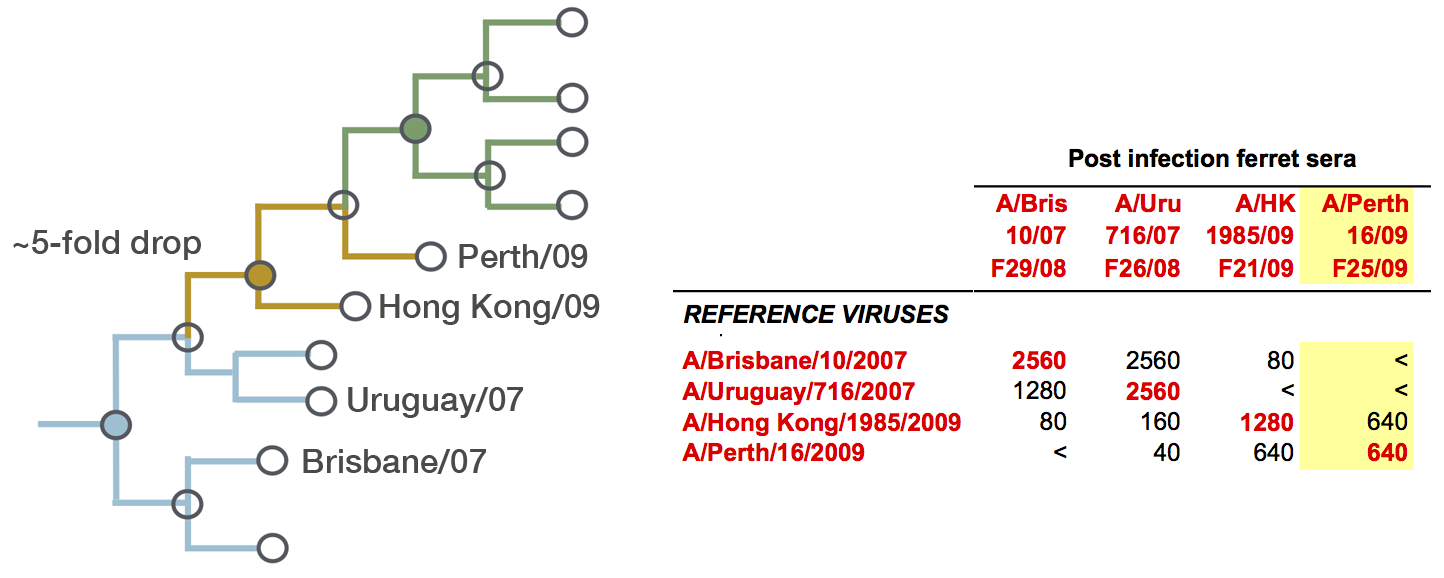 ~5-fold drop
Perth/09
Hong Kong/09
Uruguay/07
Brisbane/07
Post infection ferret sera
A/Bris A/Uru A/HK A/Perth
10/07 716/07 1985/09 16/09
F29/08 F26/08 F21/09 F25/09
REFERENCE VIRUSES
A/Brisbane/10/2007 2560 2560 80 <
A/Uruguay/716/2007 1280 2560 < <
A/Hong Kong/1985/2009 80 160 1280 640
A/Perth/16/2009 < 40 640 640